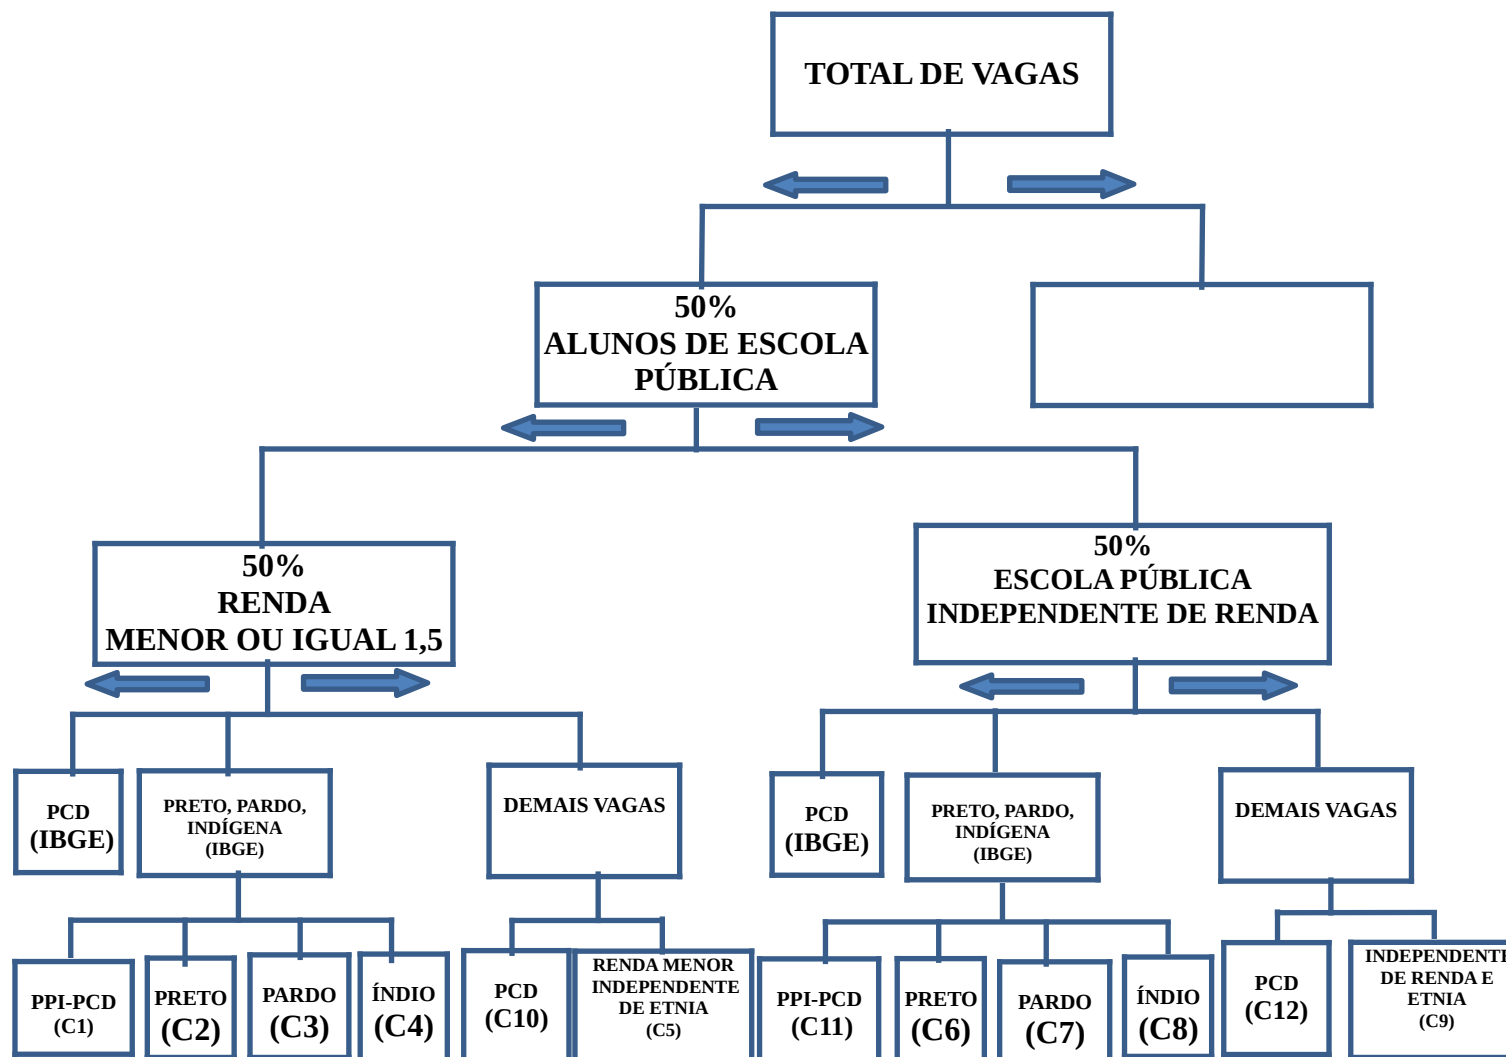 TOTAL DE VAGAS
50%
ALUNOS DE ESCOLA
PÚBLICA
50%
RENDA
MENOR OU IGUAL 1,5
50%
ESCOLA PÚBLICA
INDEPENDENTE DE RENDA
PCD
(IBGE)
PRETO, PARDO,
INDÍGENA
(IBGE)
DEMAIS VAGAS
PCD
(IBGE)
PRETO, PARDO,
INDÍGENA
(IBGE)
DEMAIS VAGAS
PPI-PCD
(C1)
PRETO
(C2)
PARDO
(C3)
ÍNDIO
(C4)
PCD
(C10)
RENDA MENOR
INDEPENDENTE
DE ETNIA
(C5)
PPI-PCD
(C11)
PRETO
(C6)
PARDO
(C7)
ÍNDIO
(C8)
PCD
(C12)
INDEPENDENTE
DE RENDA E
ETNIA
(C9)